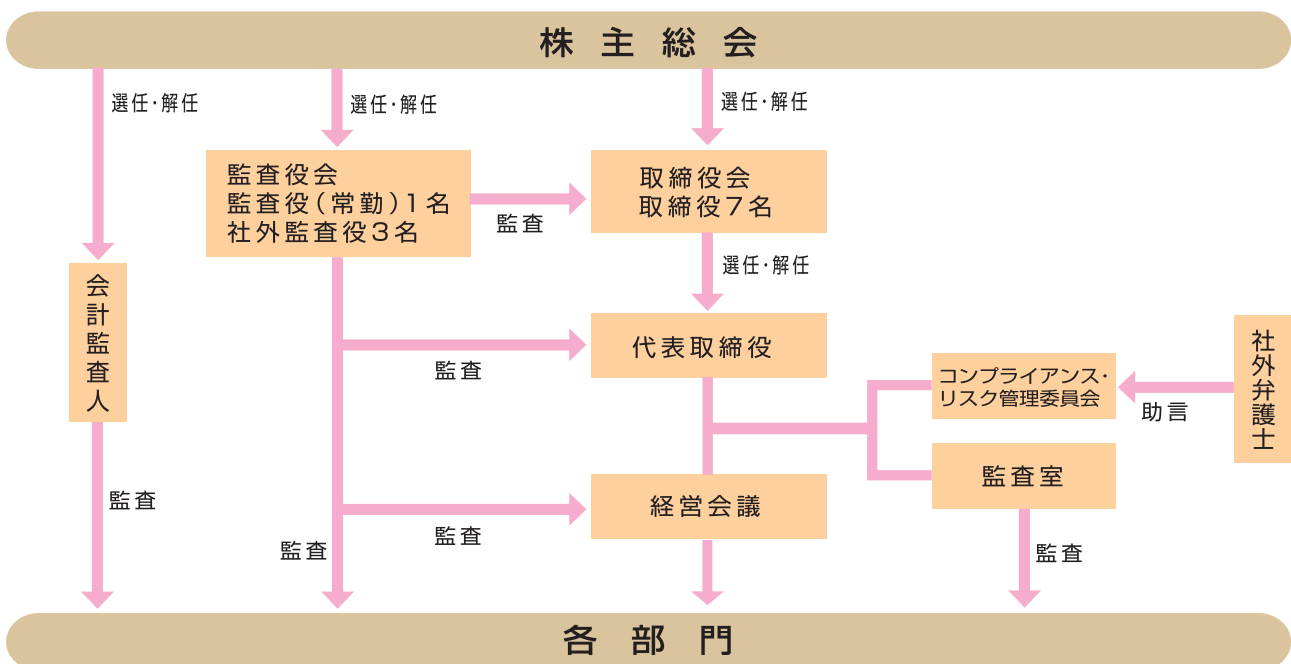 株主総会
選任・解任
選任・解任
選任・解任
監査役会
監査役(常勤)1名
社外監査役3名
監査
取締役会
取締役7名
選任・解任
会計監査人
代表取締役
監査
コンプライアンス・
リスク管理委員会
助言
社外弁護士
監査室
経営会議
監査
監査
監査
監査
各部門